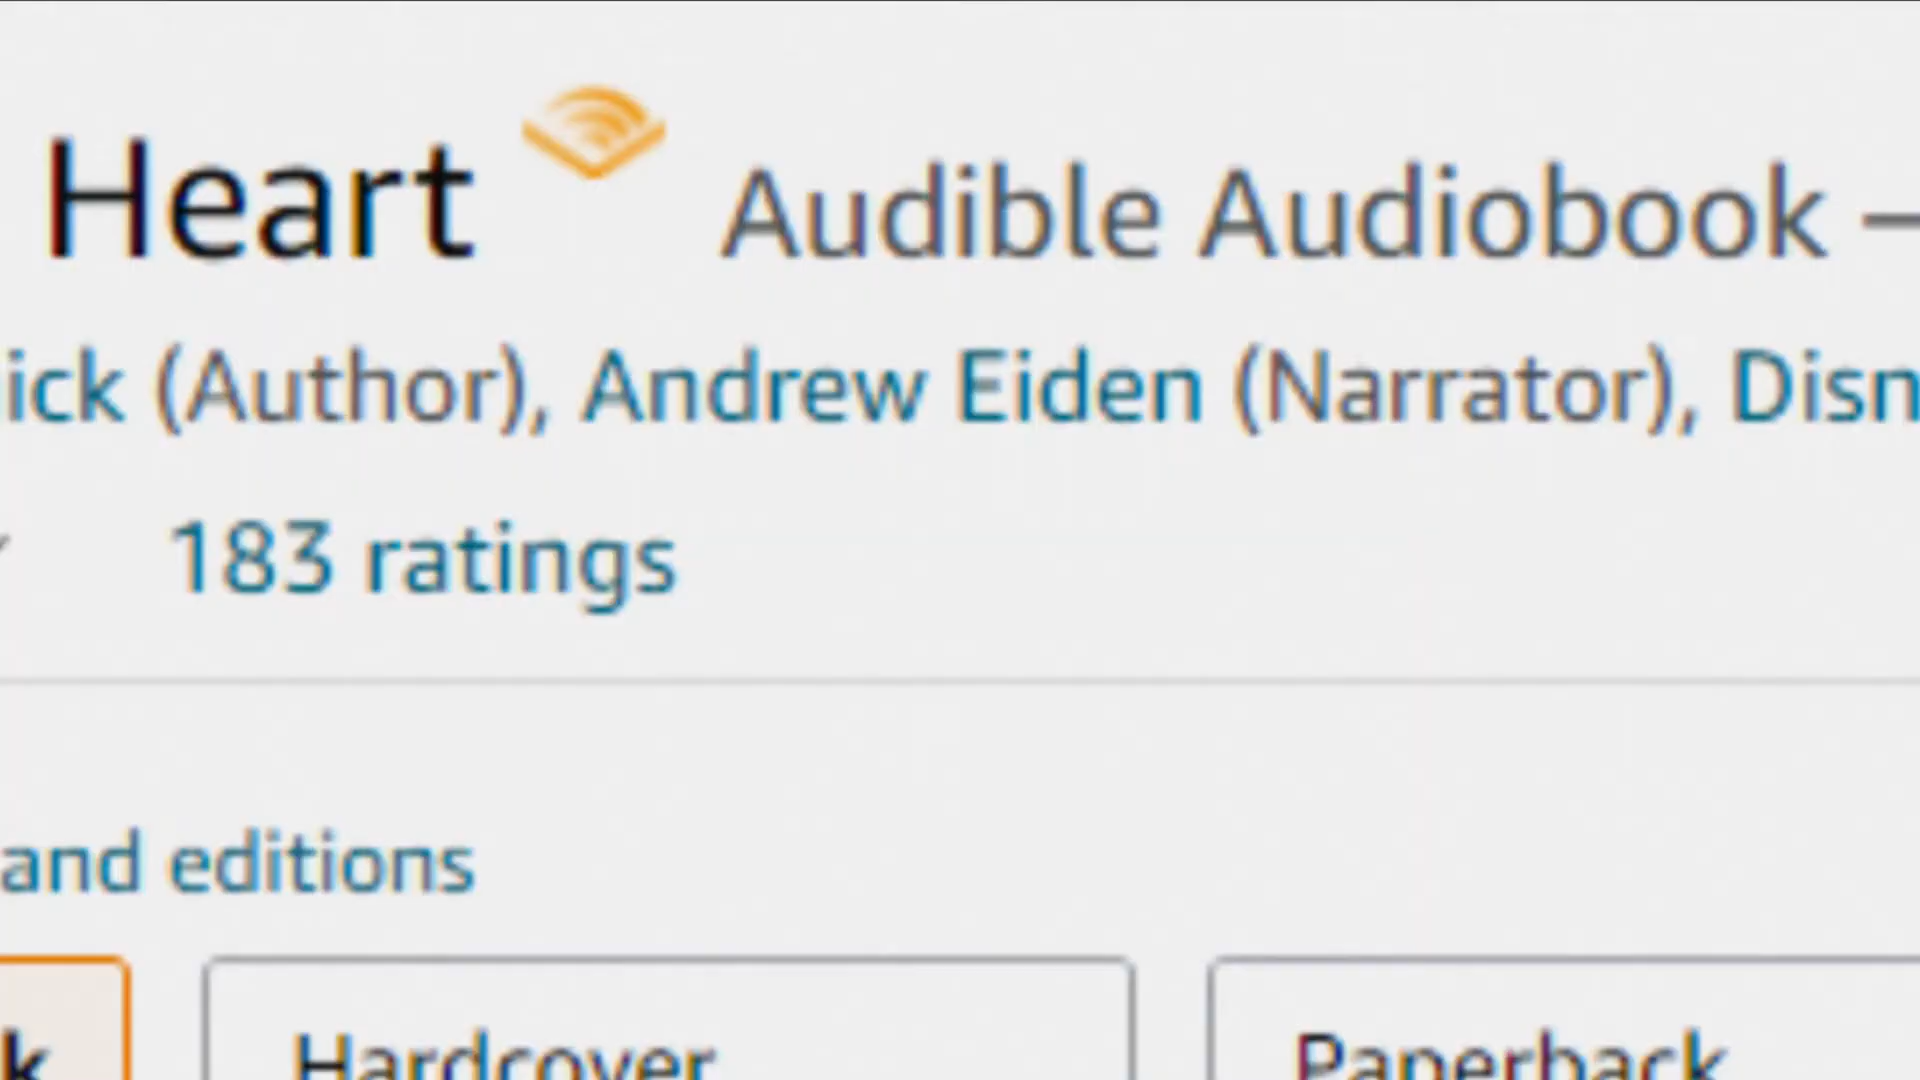 Heart Audible Audiobook –
ick (Author), Andrew Eiden (Narrator), Disn
183 ratings
and editions
k Hardcover Paperback